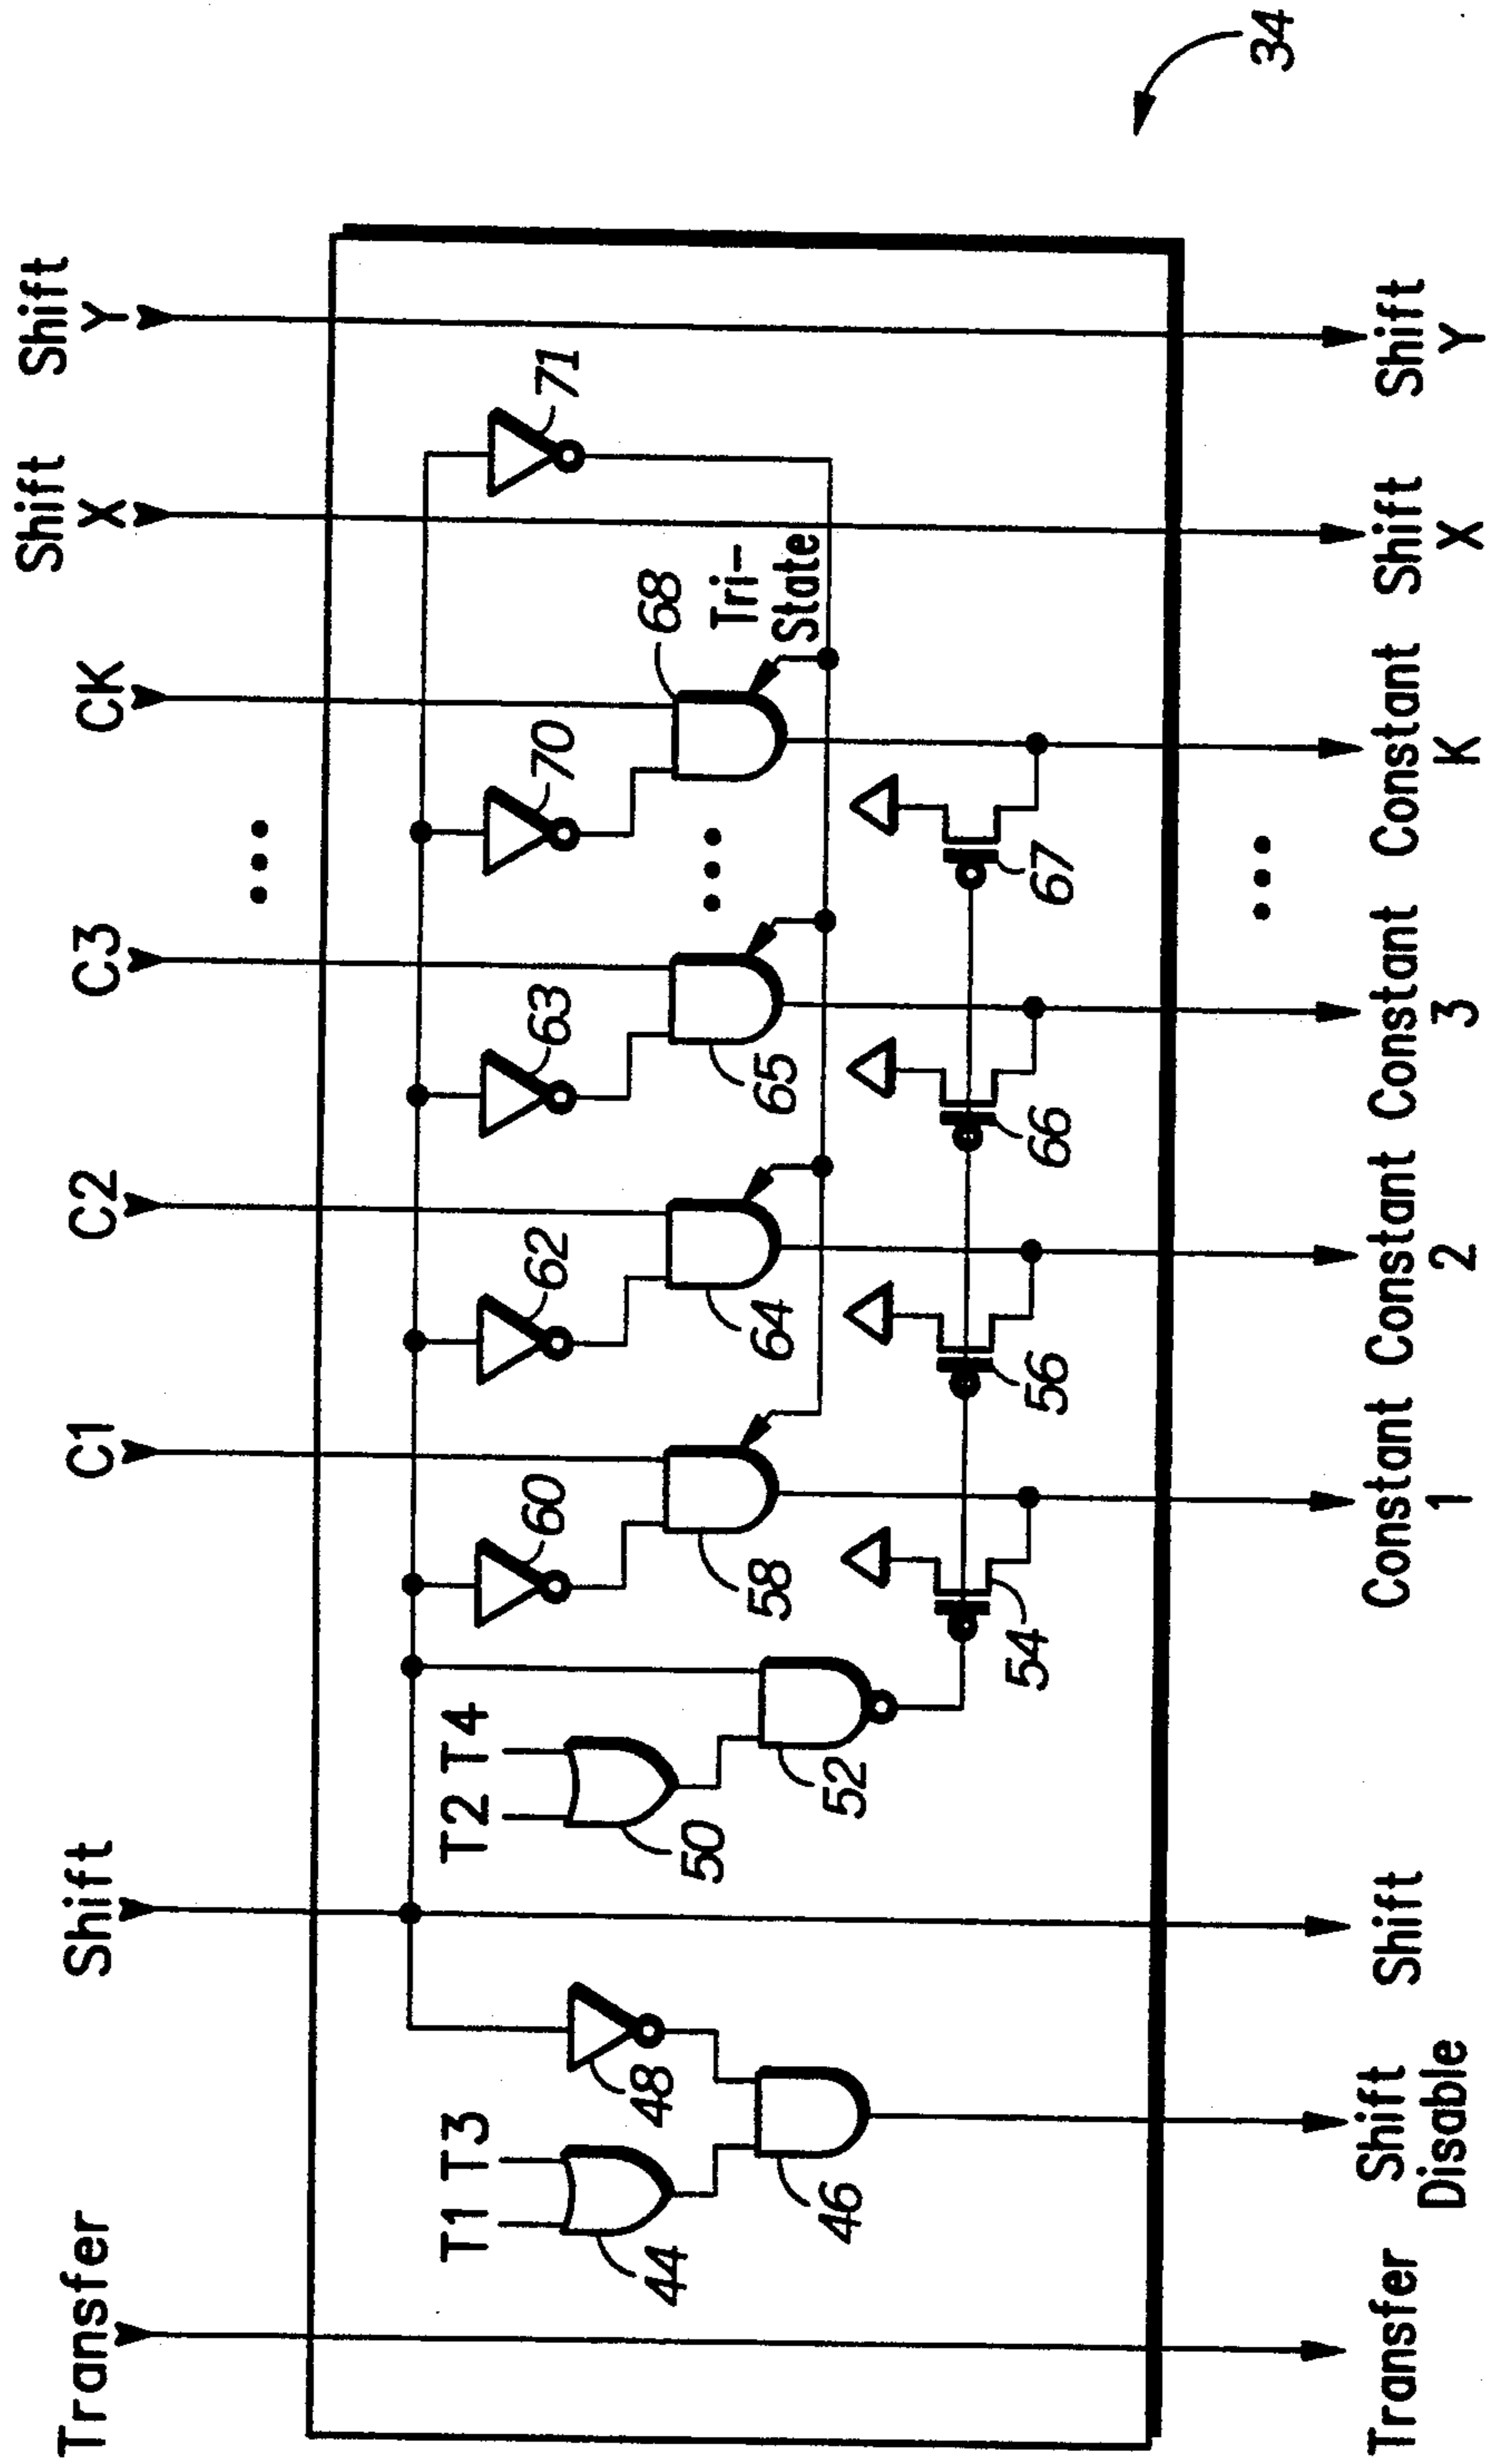 Transfer
Shift
C1
C2
C3
CK
Shift
X
Shift
Y
T1 T3
48
T2 T4
60
62
63
70
71
44
46
50
52
58
64
65
68
Tri-
State
54
56
66
67
Transfer
Shift
Disable
Shift
Constant
1
Constant
2
Constant
3
Constant
K
Shift
X
Shift
Y
34